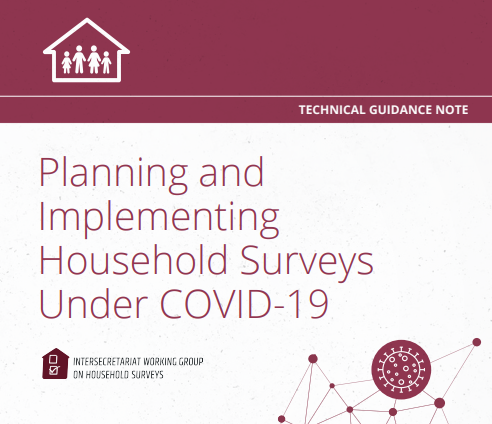 TECHNICAL GUIDANCE NOTE
Planning and
Implementing
Household Surveys
Under COVID-19
INTERSECRETARIAT WORKING GROUP
ON HOUSEHOLD SURVEYS